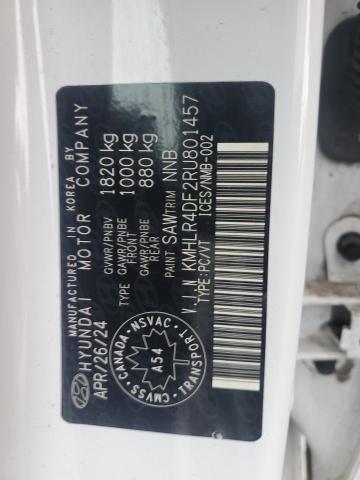 MANUFACTURED IN KOREA BY
HYUNDAI MOTOR COMPANY
APR/26/24
GVWR/PNBV 1820 kg
TYPE GAWR/PNBE FRONT 1000 kg
GAWR/PNBE REAR 880 kg
PAINT SAW TRIM NNB
V.I.N KMHLR4DF2RU801457
TYPE:PC/VT ICES/NMB-002
CANADA-NSVAC
A54
CMVSS TRANSPORT